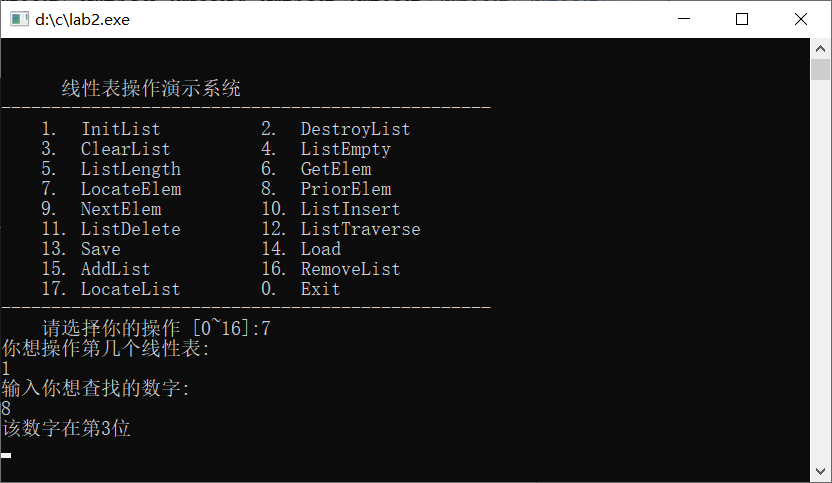 d:\c\lab2.exe
线性表操作演示系统
-------------------------------------------------
1. InitList 2. DestroyList
3. ClearList 4. ListEmpty
5. ListLength 6. GetElem
7. LocateElem 8. PriorElem
9. NextElem 10. ListInsert
11. ListDelete 12. ListTraverse
13. Save 14. Load
15. AddList 16. RemoveList
17. LocateList 0. Exit
-------------------------------------------------
请选择你的操作 [0~16]:7
你想操作第几个线性表:
1
输入你想查找的数字:
8
该数字在第3位